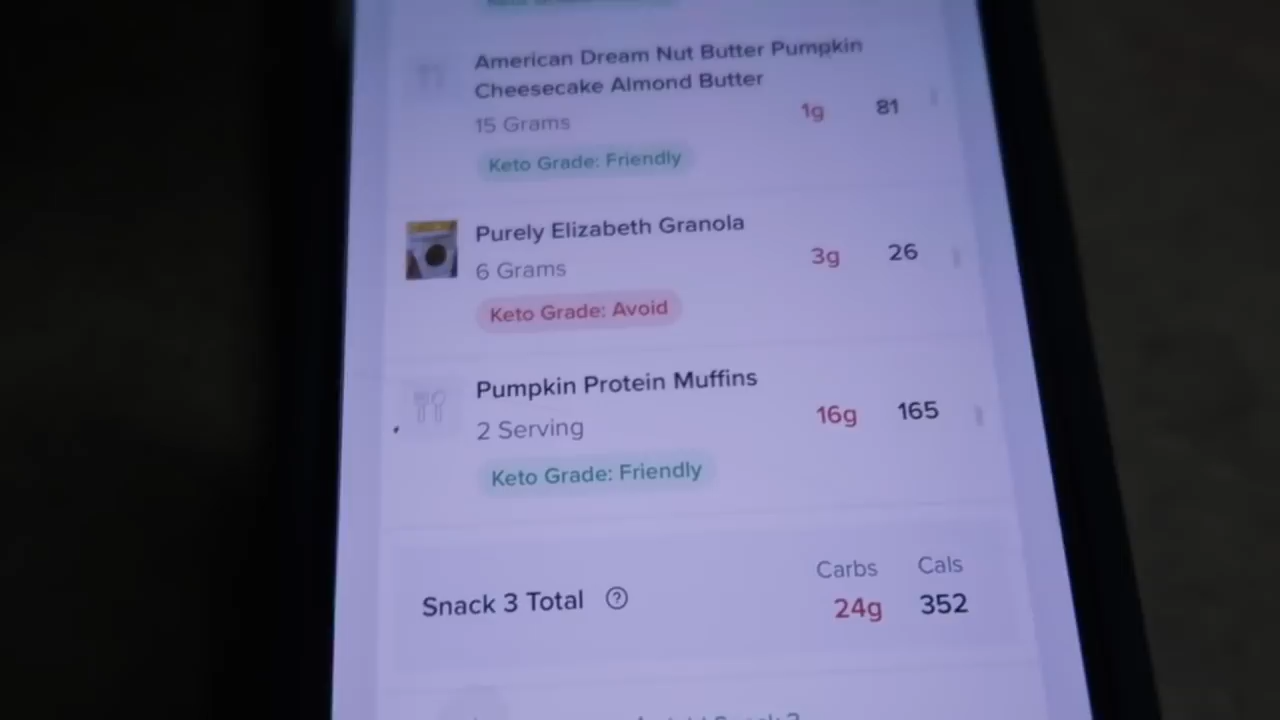 American Dream Nut Butter Pumpkin
Cheesecake Almond Butter
15 Grams
1g 81
Keto Grade: Friendly
Purely Elizabeth Granola
6 Grams
3g 26
Keto Grade: Avoid
Pumpkin Protein Muffins
2 Serving
16g 165
Keto Grade: Friendly
Carbs Cals
Snack 3 Total ?
24g 352